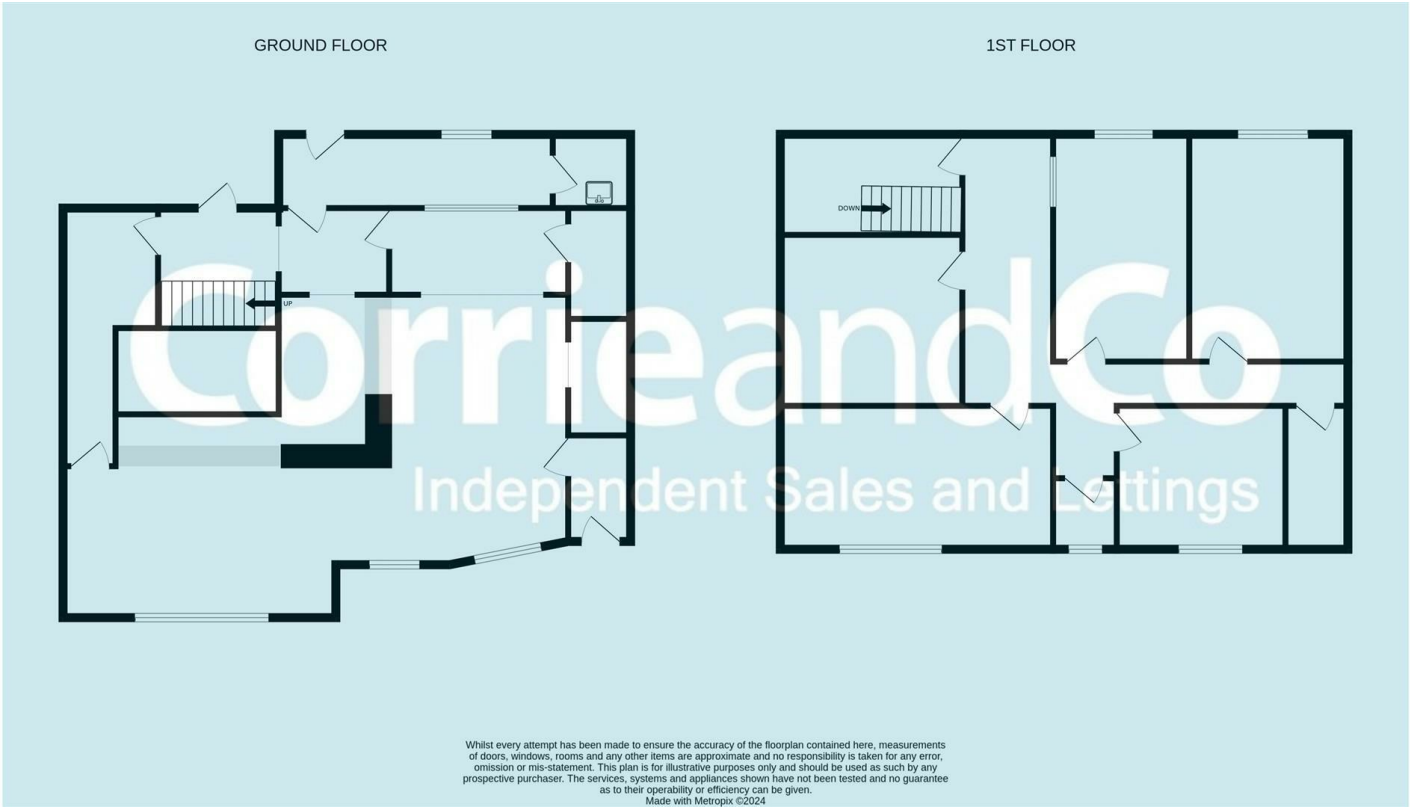 GROUND FLOOR
1ST FLOOR
DOWN
UP
CorrieandCo
Independent Sales and Lettings
Whilst every attempt has been made to ensure the accuracy of the floorplan contained here, measurements
of doors, windows, rooms and any other items are approximate and no responsibility is taken for any error,
omission or mis-statement. This plan is for illustrative purposes only and should be used as such by any
prospective purchaser. The services, systems and appliances shown have not been tested and no guarantee
as to their operability or efficiency can be given.
Made with Metropix ©2024